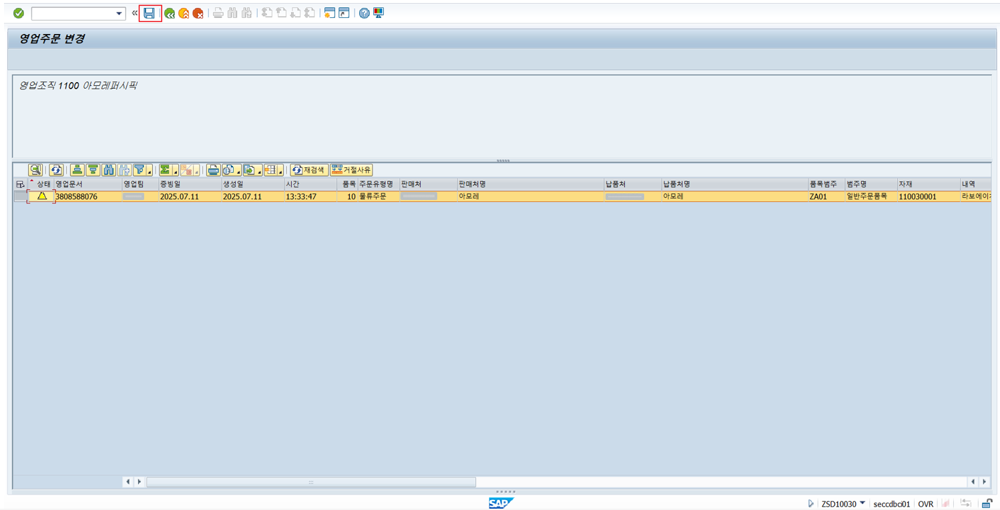 영업주문 변경
영업조직 1100 아모레퍼시픽
재검색 거절사유
상태 영업문서 영업팀 증빙일 생성일 시간 품목 주문유형명 판매처 판매처명 납품처 납품처명 품목범주 범주명 자재 내역
3808588076 2025.07.11 2025.07.11 13:33:47 10 물류주문 아모레 아모레 ZA01 일반주문품목 110030001 라보에이
SAP ZSD10030 seccdbci01 OVR